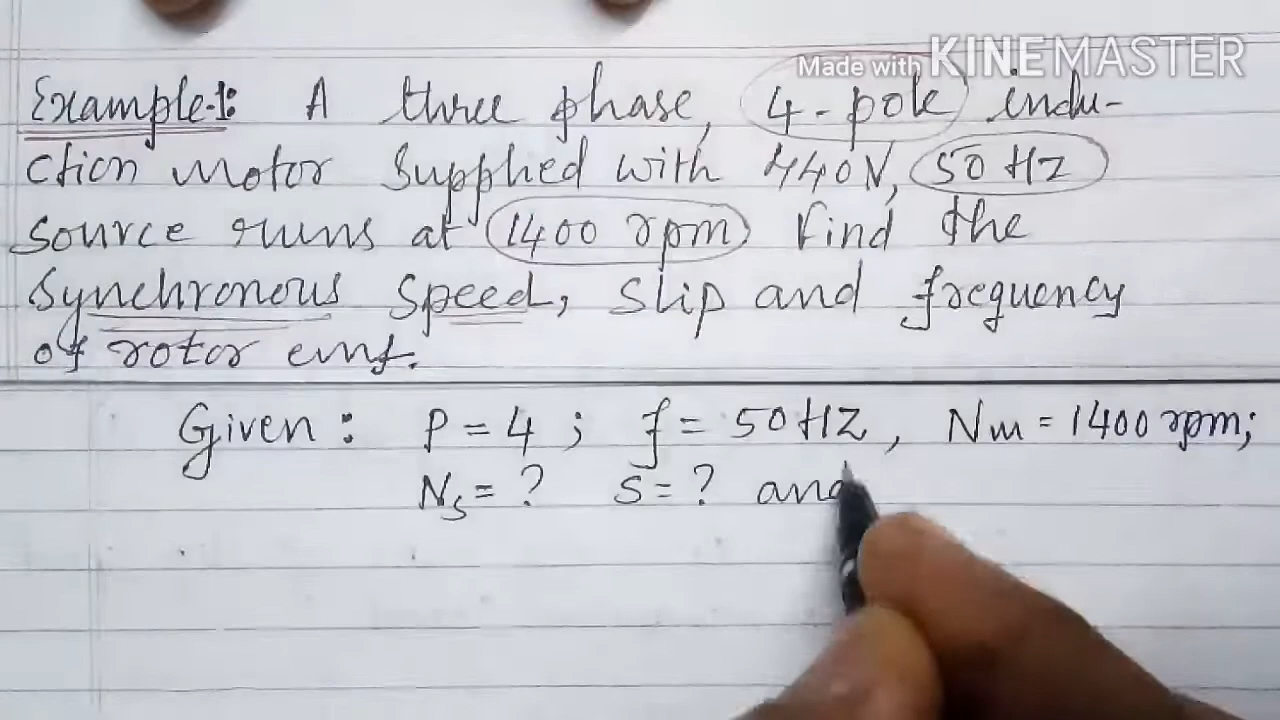 Made with KINEMASTER
Example-1: A three phase, 4-pole indu-
ction motor supplied with 440V, 50 Hz
source runs at 1400 rpm find the
synchronous speed, slip and frequency
of rotor emf.
Given: P = 4 ; f = 50 HZ, Nm = 1400 rpm;
Ns = ? S = ? and